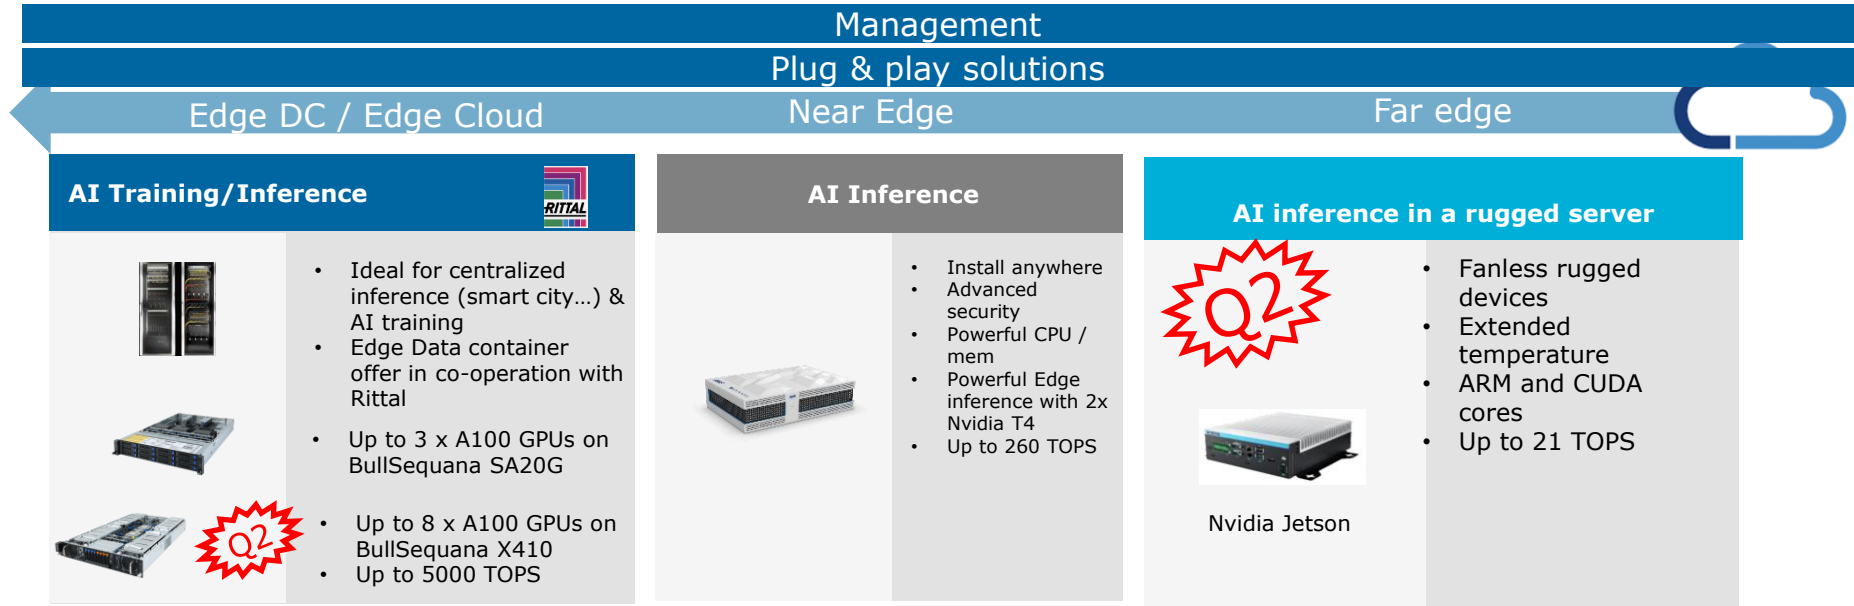 Management
Plug & play solutions
Edge DC / Edge Cloud
Near Edge
Far edge
AI Training/Inference
RITTAL
• Ideal for centralized
inference (smart city...) &
AI training
• Edge Data container
offer in co-operation with
Rittal
• Up to 3 x A100 GPUs on
BullSequana SA20G
Q2
• Up to 8 x A100 GPUs on
BullSequana X410
• Up to 5000 TOPS
AI Inference
• Install anywhere
• Advanced
security
• Powerful CPU /
mem
• Powerful Edge
inference with 2x
Nvidia T4
• Up to 260 TOPS
AI inference in a rugged server
Q2
Nvidia Jetson
• Fanless rugged
devices
• Extended
temperature
• ARM and CUDA
cores
• Up to 21 TOPS